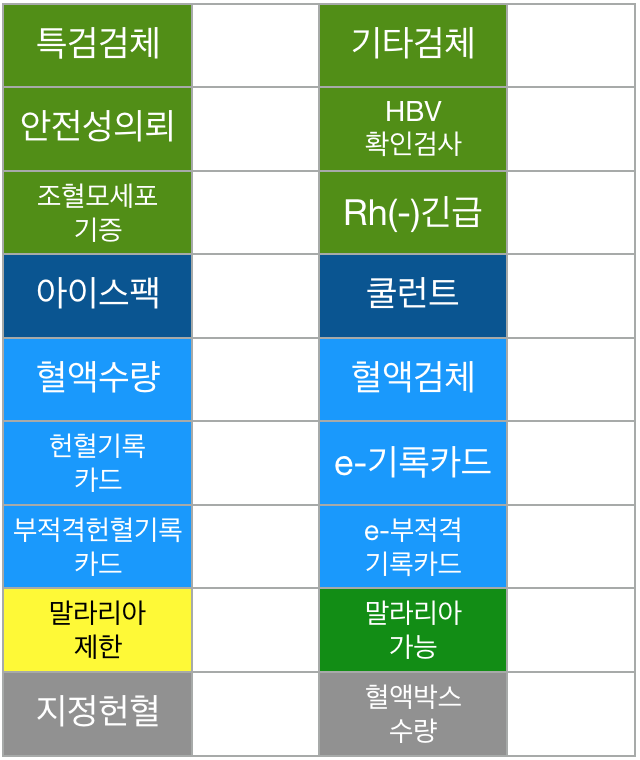 특검검체
기타검체
안전성의뢰
HBV
확인검사
조혈모세포
기증
Rh(-)긴급
아이스팩
쿨런트
혈액수량
혈액검체
헌혈기록
카드
e-기록카드
부적격헌혈기록
카드
e-부적격
기록카드
말라리아
제한
말라리아
가능
지정헌혈
혈액박스
수량